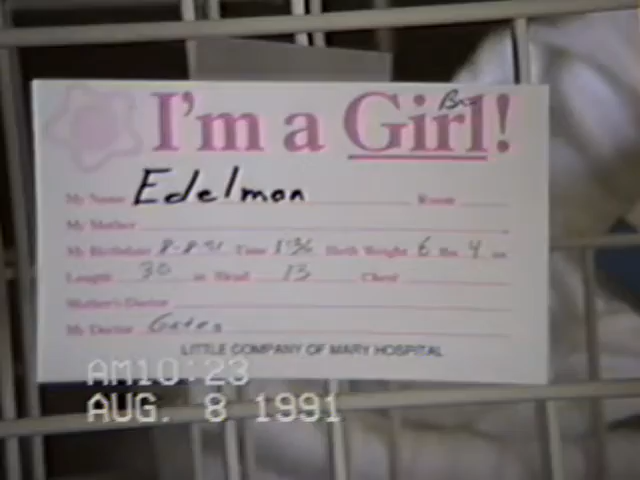 I'm a Girl!
My Name Edelman Room
My Mother
My Birthdate 8-8-91 Time 1:36 Birth Weight 6 lbs. 4 oz.
Length 30 in Head 13 Chest
Mother's Doctor
My Doctor Gates
LITTLE COMPANY OF MARY HOSPITAL
AM10:23
AUG. 8 1991